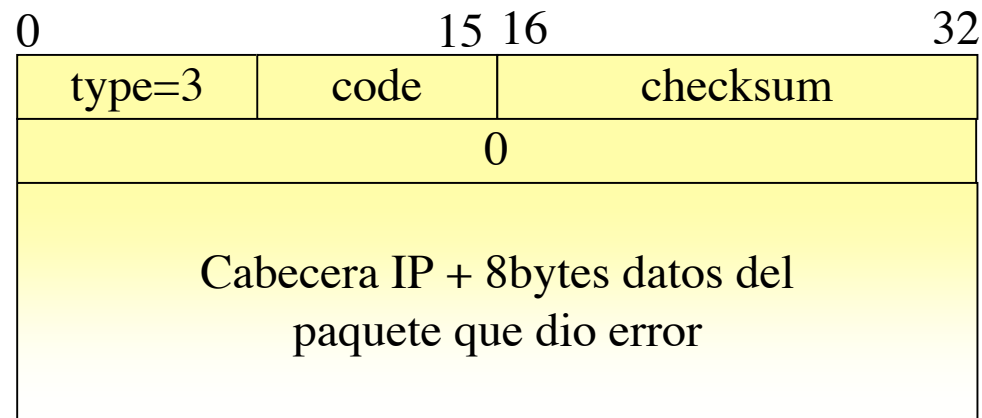 0 15 16 32
type=3 code checksum
0
Cabecera IP + 8bytes datos del
paquete que dio error